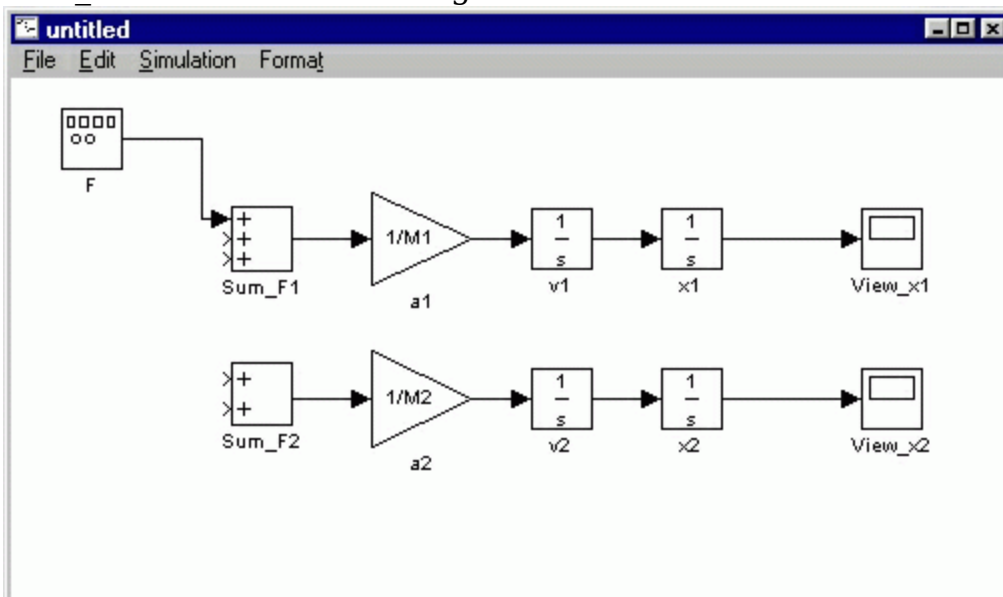 untitled
File Edit Simulation Format
F
+
+
+
Sum_F1
1/M1
a1
1
s
v1
1
s
x1
View_x1
+
+
Sum_F2
1/M2
a2
1
s
v2
1
s
x2
View_x2